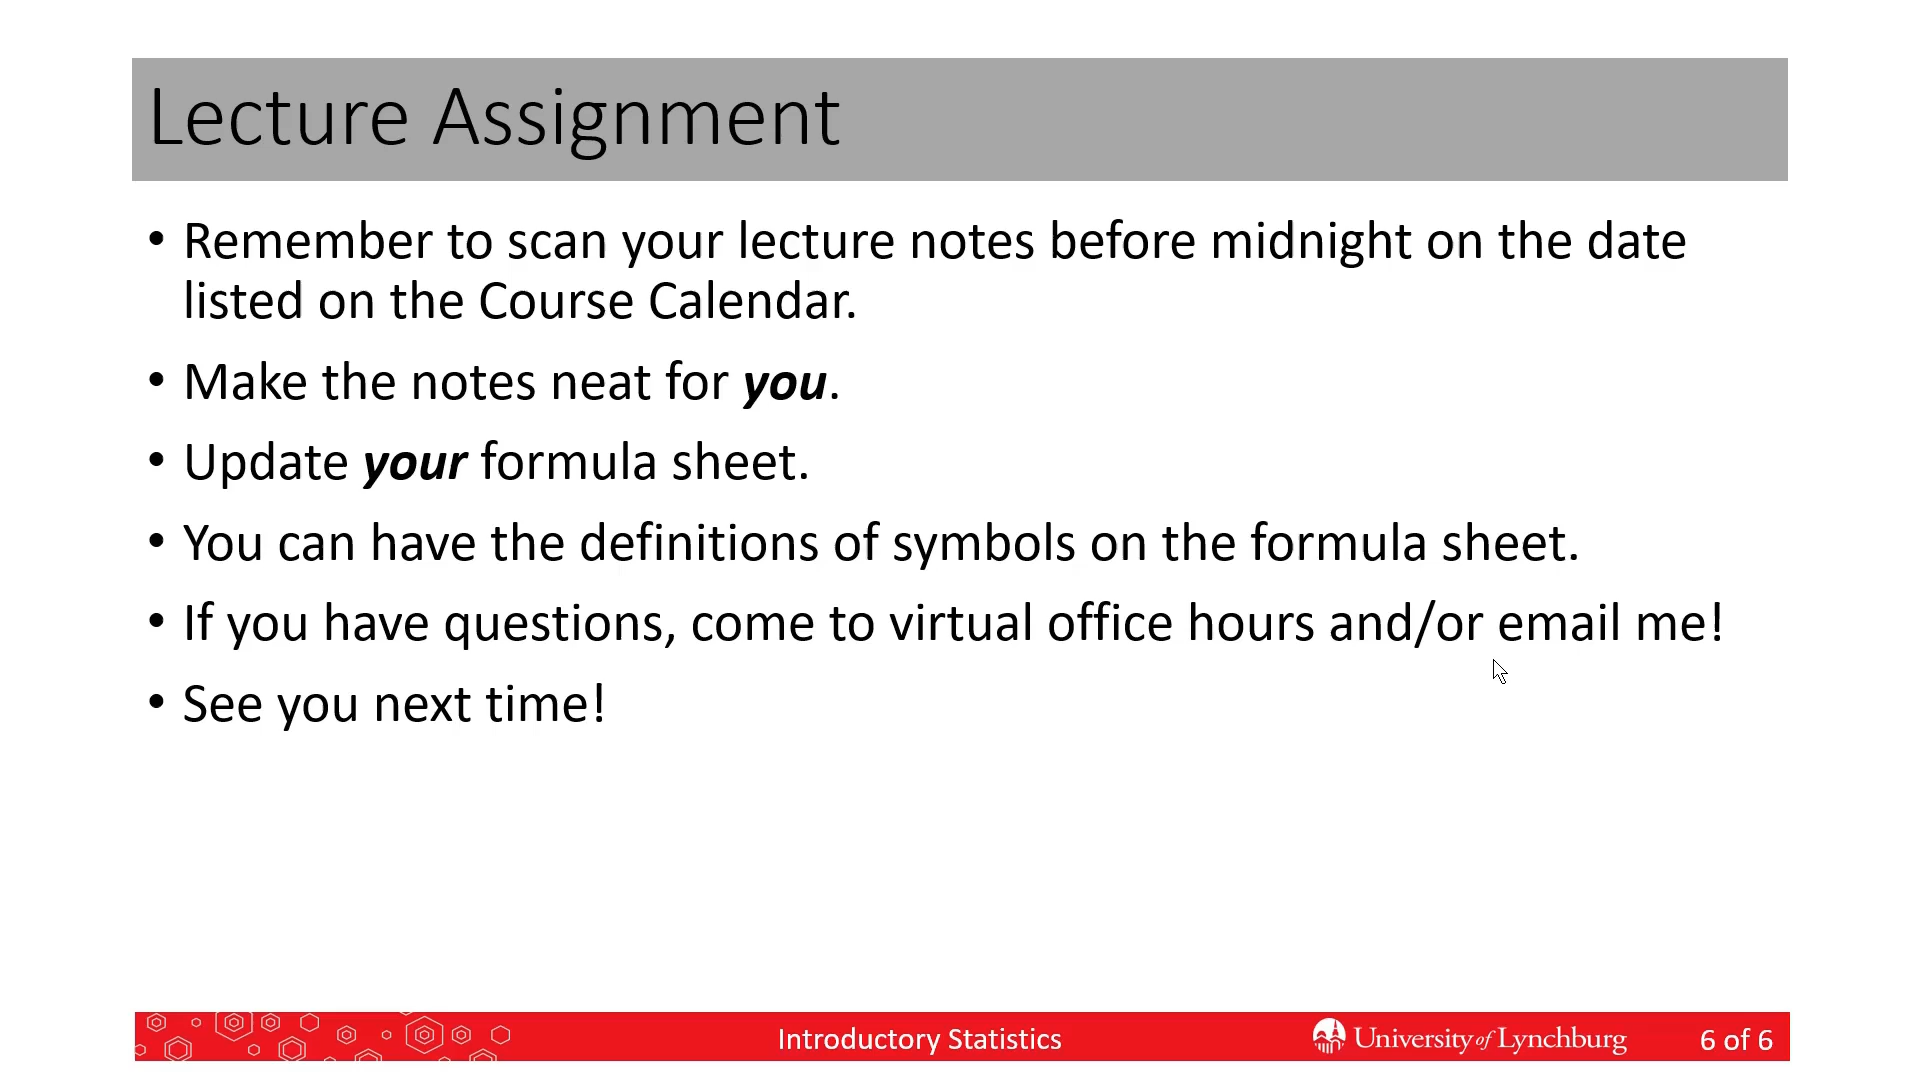 Lecture Assignment
• Remember to scan your lecture notes before midnight on the date
listed on the Course Calendar.
• Make the notes neat for you.
• Update your formula sheet.
• You can have the definitions of symbols on the formula sheet.
• If you have questions, come to virtual office hours and/or email me!
• See you next time!
Introductory Statistics
University of Lynchburg
6 of 6